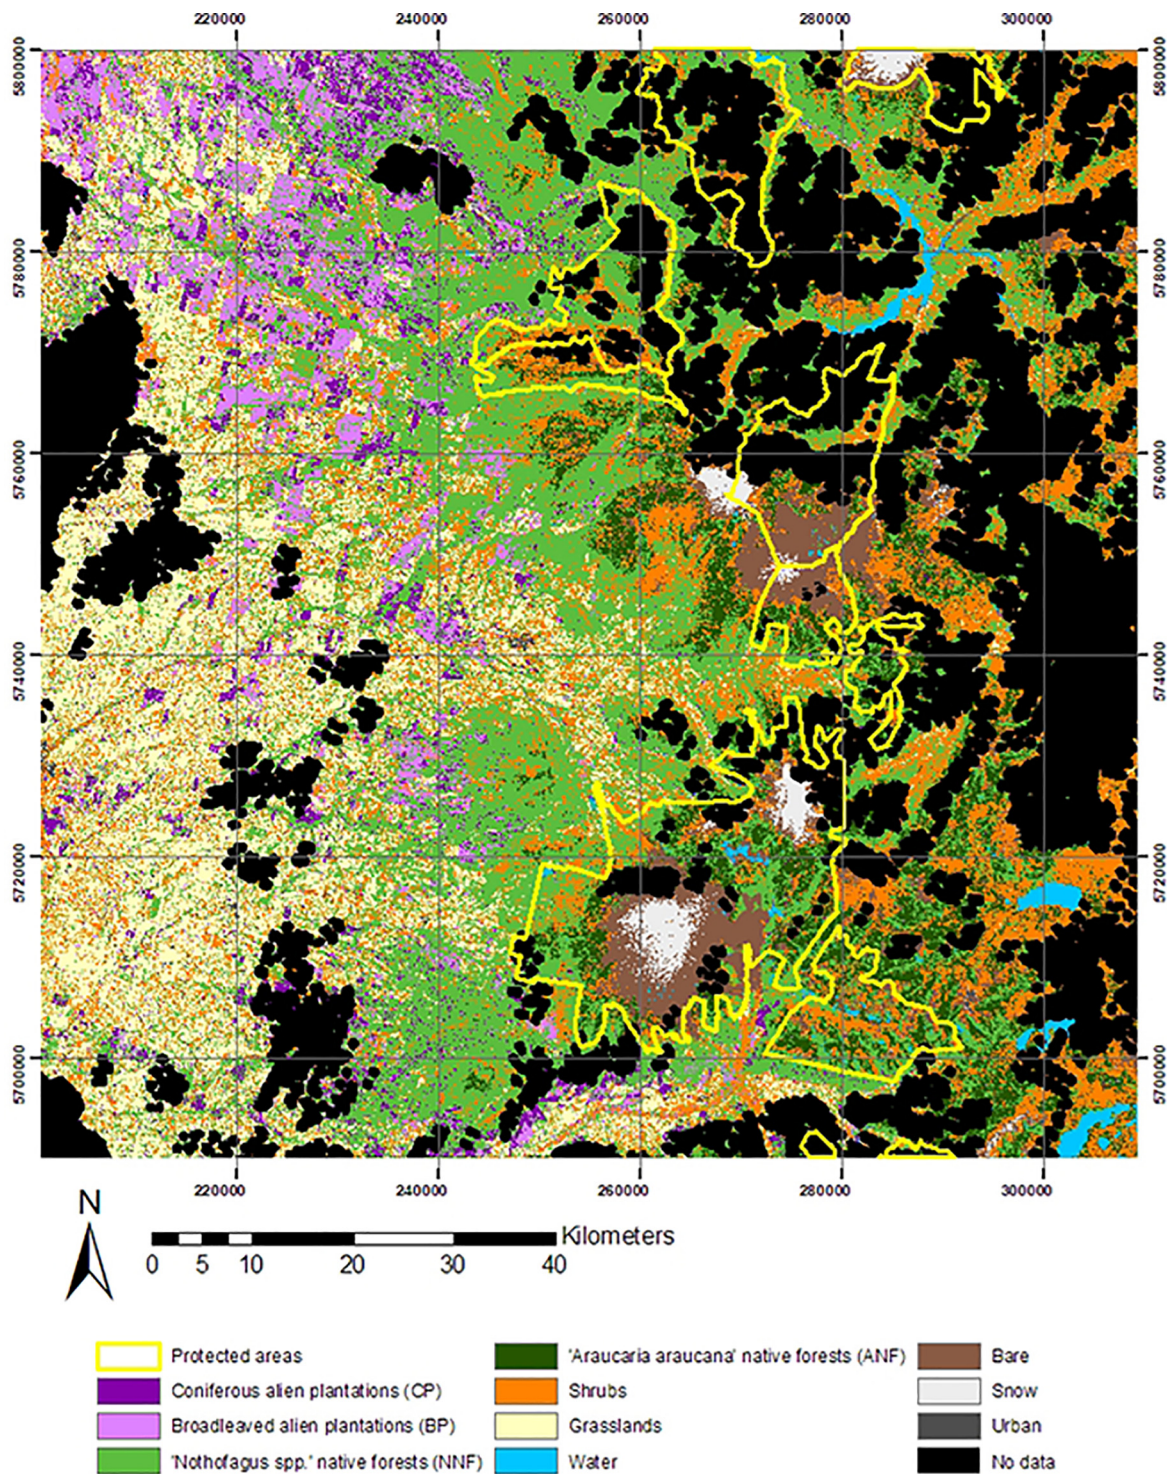 220000 240000 260000 280000 300000
5800000 5800000
5780000 5780000
5760000 5760000
5740000 5740000
5720000 5720000
5700000 5700000
220000 240000 260000 280000 300000
N
Kilometers
0 5 10 20 30 40
Protected areas
Coniferous alien plantations (CP)
Broadleaved alien plantations (BP)
'Nothofagus spp.' native forests (NNF)
'Araucaria araucana' native forests (ANF)
Shrubs
Grasslands
Water
Bare
Snow
Urban
No data